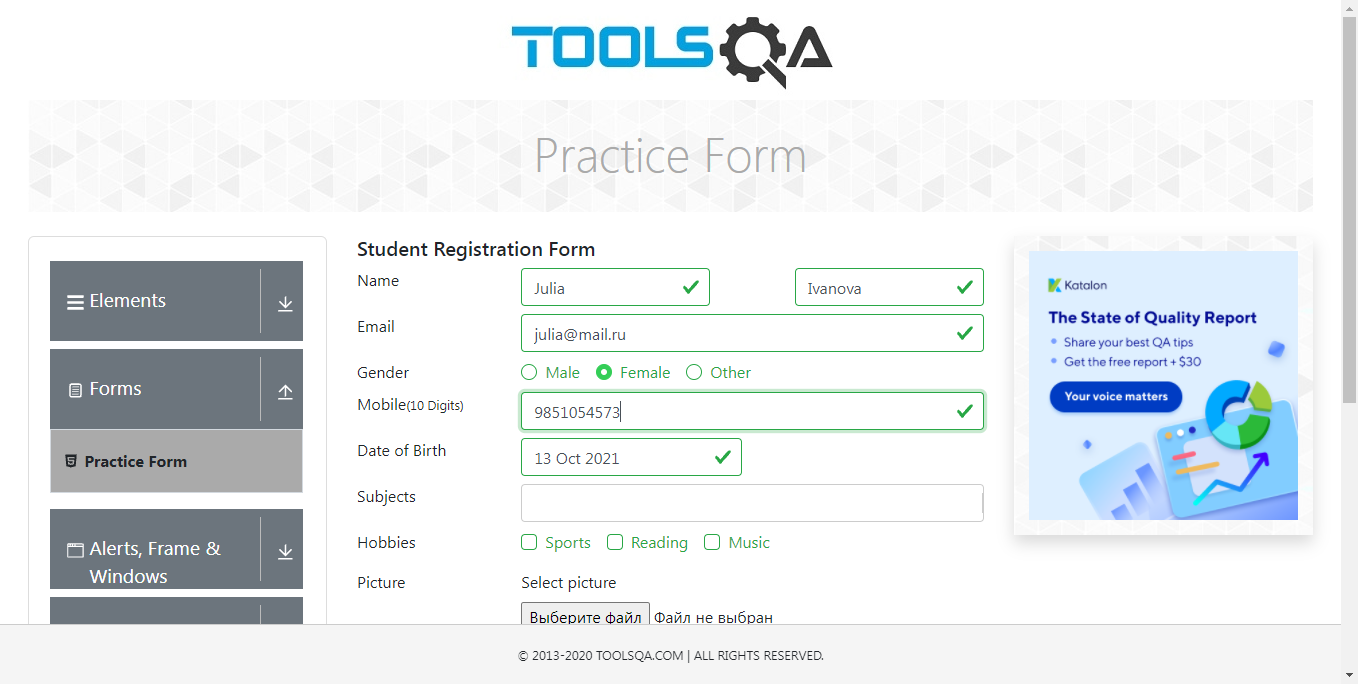 TOOLSQA
Practice Form
Elements
Forms
Practice Form
Alerts, Frame &
Windows
Student Registration Form
Name
Julia
Ivanova
Email
julia@mail.ru
Gender
Male
Female
Other
Mobile(10 Digits)
9851054573
Date of Birth
13 Oct 2021
Subjects
Hobbies
Sports
Reading
Music
Picture
Select picture
Выберите файл
Файл не выбран
Katalon
The State of Quality Report
• Share your best QA tips
• Get the free report + $30
Your voice matters
© 2013-2020 TOOLSQA.COM | ALL RIGHTS RESERVED.